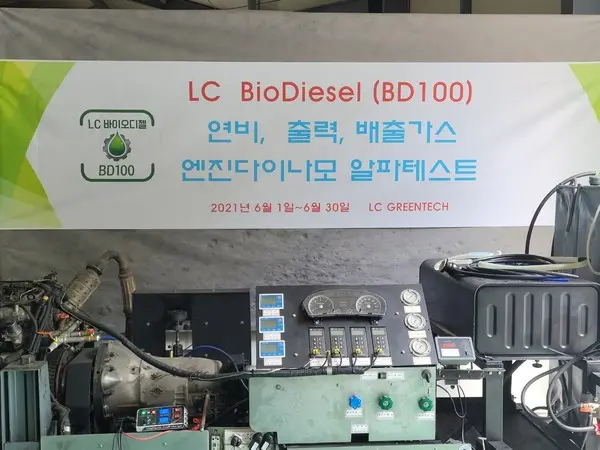 LC BioDiesel (BD100)
LC 바이오디젤
BD100
연비, 출력, 배출가스
엔진다이나모 알파테스트
2021년 6월 1일~6월 30일 LC GREENTECH